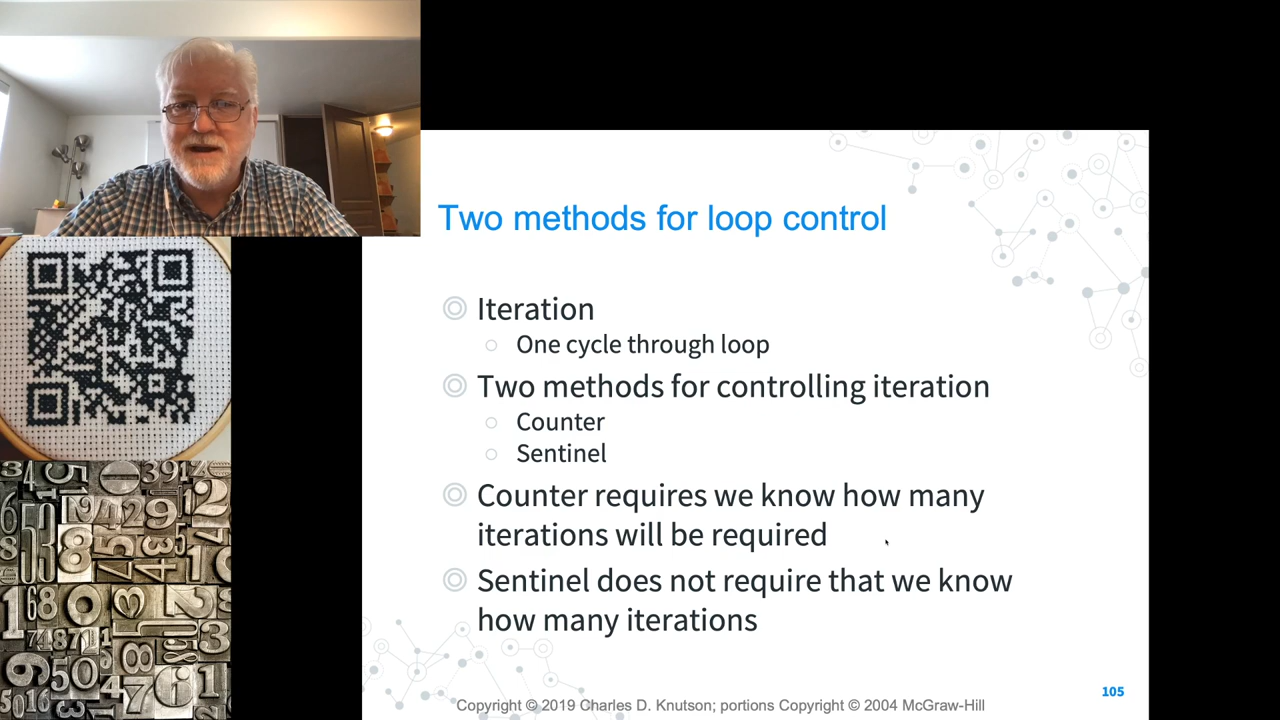 Two methods for loop control
Iteration
One cycle through loop
Two methods for controlling iteration
Counter
Sentinel
Counter requires we know how many
iterations will be required
Sentinel does not require that we know
how many iterations
105
Copyright © 2019 Charles D. Knutson; portions Copyright © 2004 McGraw-Hill